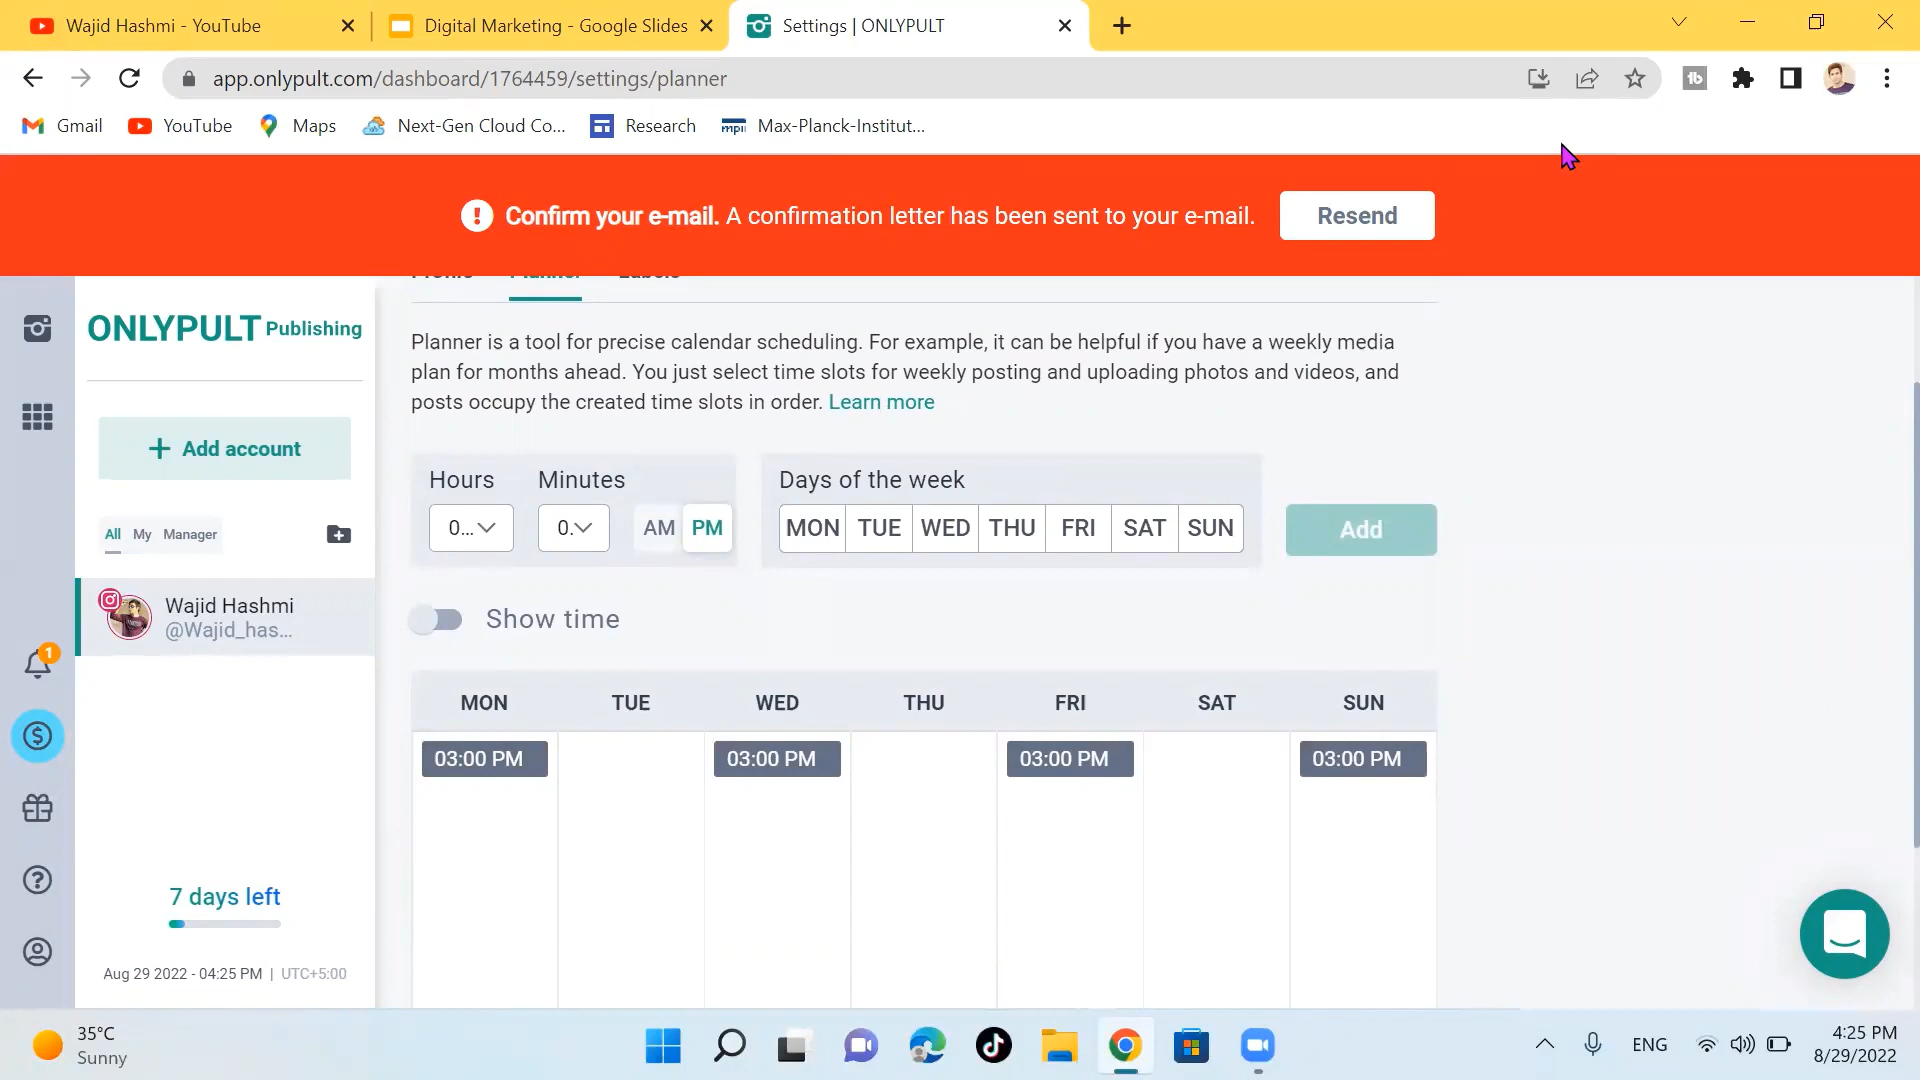 Wajid Hashmi - YouTube
Digital Marketing - Google Slides
Settings | ONLYPULT
app.onlypult.com/dashboard/1764459/settings/planner
Gmail
YouTube
Maps
Next-Gen Cloud Co...
Research
mpii
Max-Planck-Institut...
Confirm your e-mail. A confirmation letter has been sent to your e-mail.
Resend
Profile
Planner
Labels
ONLYPULT Publishing
Planner is a tool for precise calendar scheduling. For example, it can be helpful if you have a weekly media
plan for months ahead. You just select time slots for weekly posting and uploading photos and videos, and
posts occupy the created time slots in order. Learn more
+ Add account
Hours
Minutes
Days of the week
0...
0.
AM
PM
MON
TUE
WED
THU
FRI
SAT
SUN
Add
All
My
Manager
Wajid Hashmi
@Wajid_has...
Show time
1
MON
TUE
WED
THU
FRI
SAT
SUN
03:00 PM
03:00 PM
03:00 PM
03:00 PM
7 days left
Aug 29 2022 - 04:25 PM | UTC+5:00
35°C
Sunny
ENG
4:25 PM
8/29/2022